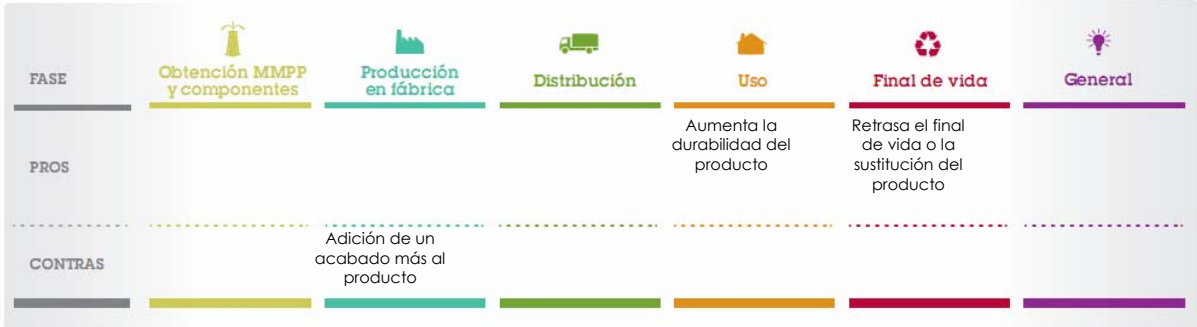 FASE
Obtención MMPP
y componentes
Producción
en fábrica
Distribución
Uso
Final de vida
General
PROS
Aumenta la
durabilidad del
producto
Retrasa el final
de vida o la
sustitución del
producto
CONTRAS
Adición de un
acabado más al
producto